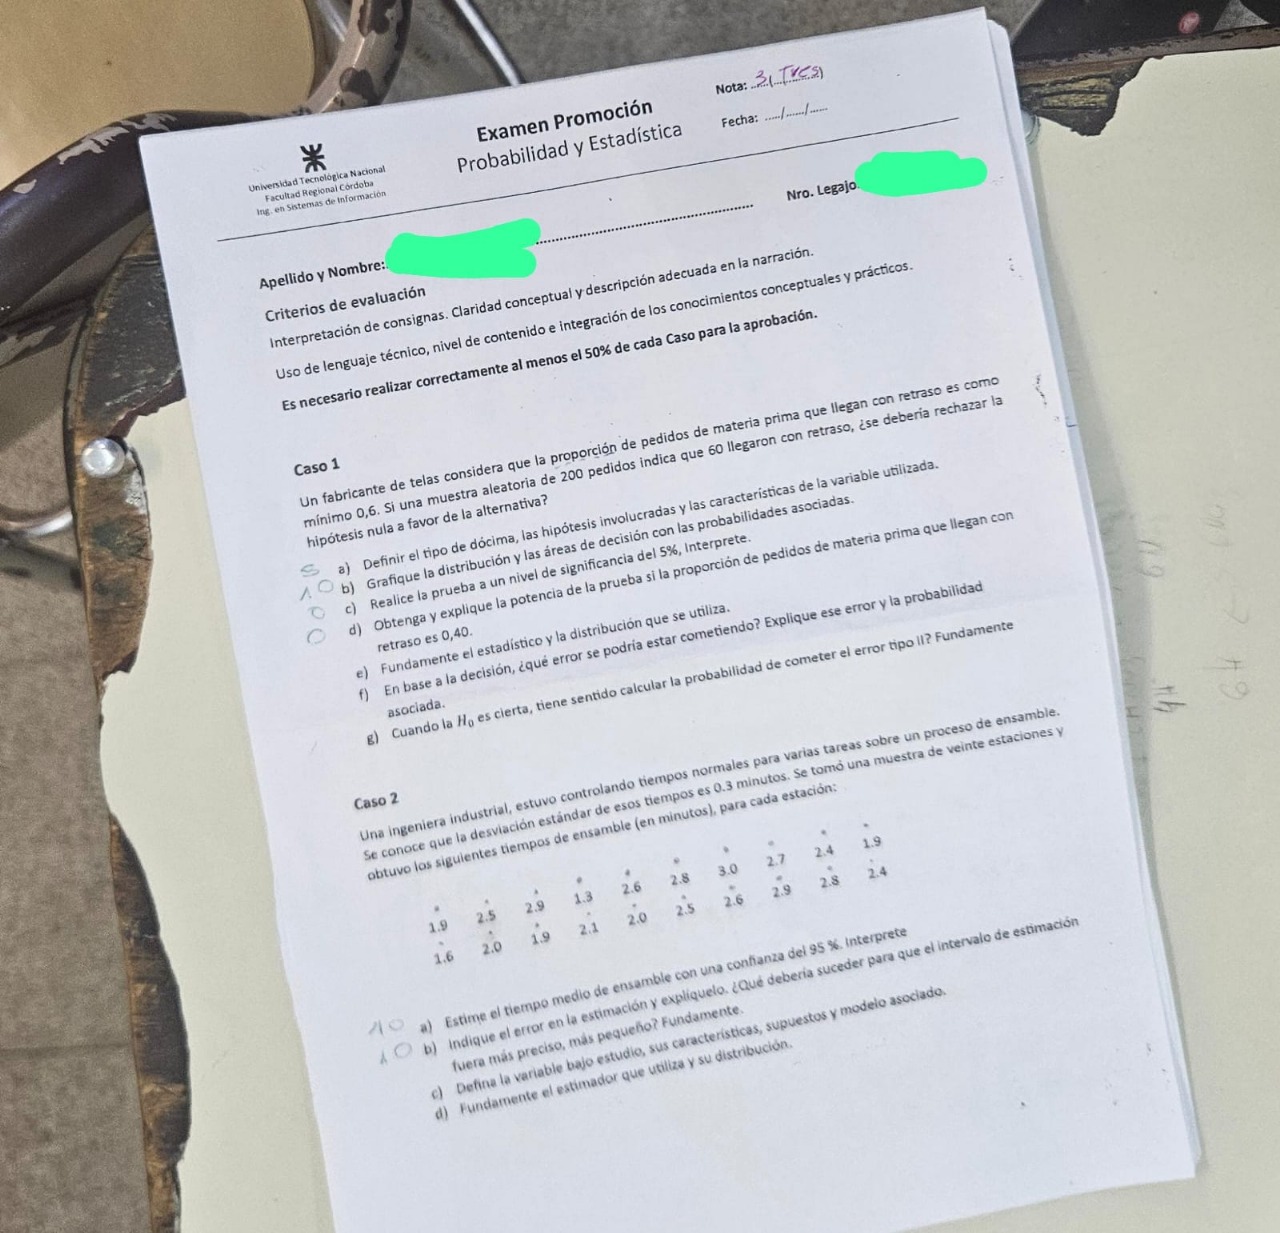 Nota: 3 (Tres)
Examen Promoción
Fecha: ...../....../......
Probabilidad y Estadística
Universidad Tecnológica Nacional
Facultad Regional Córdoba
Ing. en Sistemas de Información
Nro. Legajo
Apellido y Nombre:
Criterios de evaluación
Interpretación de consignas. Claridad conceptual y descripción adecuada en la narración.
Uso de lenguaje técnico, nivel de contenido e integración de los conocimientos conceptuales y prácticos.
Es necesario realizar correctamente al menos el 50% de cada Caso para la aprobación.
Caso 1
Un fabricante de telas considera que la proporción de pedidos de materia prima que llegan con retraso es como
mínimo 0,6. Si una muestra aleatoria de 200 pedidos indica que 60 llegaron con retraso, ¿se debería rechazar la
hipótesis nula a favor de la alternativa?
a) Definir el tipo de dócima, las hipótesis involucradas y las características de la variable utilizada.
b) Grafique la distribución y las áreas de decisión con las probabilidades asociadas.
c) Realice la prueba a un nivel de significancia del 5%, Interprete.
d) Obtenga y explique la potencia de la prueba si la proporción de pedidos de materia prima que llegan con
retraso es 0,40.
e) Fundamente el estadístico y la distribución que se utiliza.
f) En base a la decisión, ¿qué error se podría estar cometiendo? Explique ese error y la probabilidad
asociada.
g) Cuando la H₀ es cierta, tiene sentido calcular la probabilidad de cometer el error tipo II? Fundamente
Caso 2
Una ingeniera industrial, estuvo controlando tiempos normales para varias tareas sobre un proceso de ensamble.
Se conoce que la desviación estándar de esos tiempos es 0.3 minutos. Se tomó una muestra de veinte estaciones y
obtuvo los siguientes tiempos de ensamble (en minutos), para cada estación:
1.9 2.5 2.9 1.3 2.6 2.8 3.0 2.7 2.4 1.9
1.6 2.0 1.9 2.1 2.0 2.5 2.6 2.9 2.8 2.4
10 a) Estime el tiempo medio de ensamble con una confianza del 95 %. Interprete
10 b) Indique el error en la estimación y explíquelo. ¿Qué debería suceder para que el intervalo de estimación
fuera más preciso, más pequeño? Fundamente.
c) Defina la variable bajo estudio, sus características, supuestos y modelo asociado.
d) Fundamente el estimador que utiliza y su distribución.